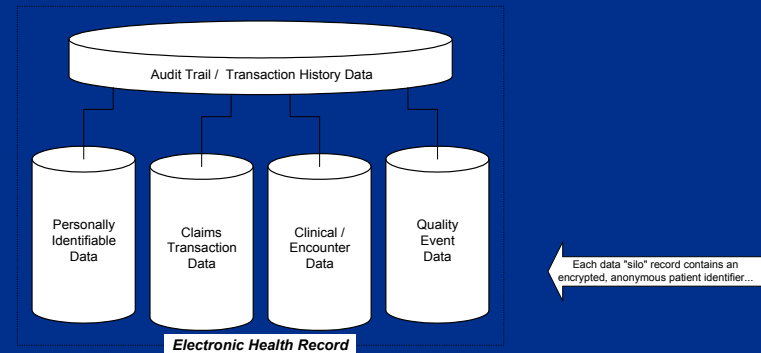 Audit Trail / Transaction History Data
Personally
Identifiable
Data
Claims
Transaction
Data
Clinical /
Encounter
Data
Quality
Event
Data
Each data "silo" record contains an
encrypted, anonymous patient identifier...
Electronic Health Record